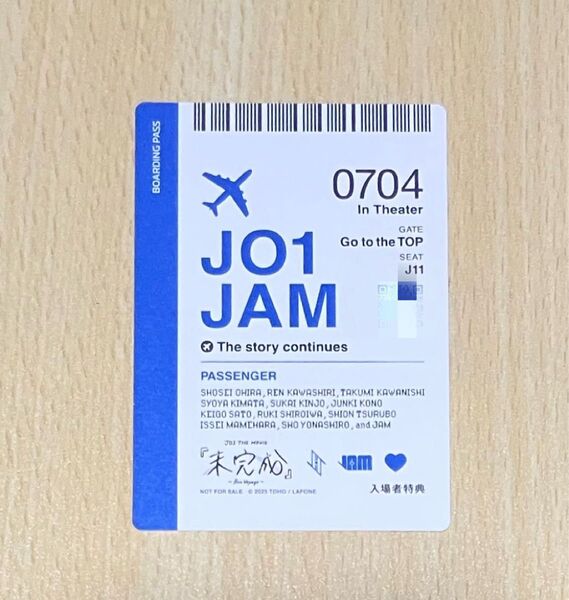 BOARDING PASS
0704
In Theater
GATE
Go to the TOP
SEAT
J11
JO1
JAM
The story continues
PASSENGER
SHOSEI OHIRA, REN KAWASHIRI, TAKUMI KAWANISHI
SYOYA KIMATA, SUKAI KINJO, JUNKI KONO
KEIGO SATO, RUKI SHIROIWA, SHION TSURUBO
ISSEI MAMEHARA, SHO YONASHIRO, and JAM
JO1 THE MOVIE
『未完成』
- Bon Voyage -
JO1
JAM
NOT FOR SALE © 2025 TOHO / LAPONE
入場者特典